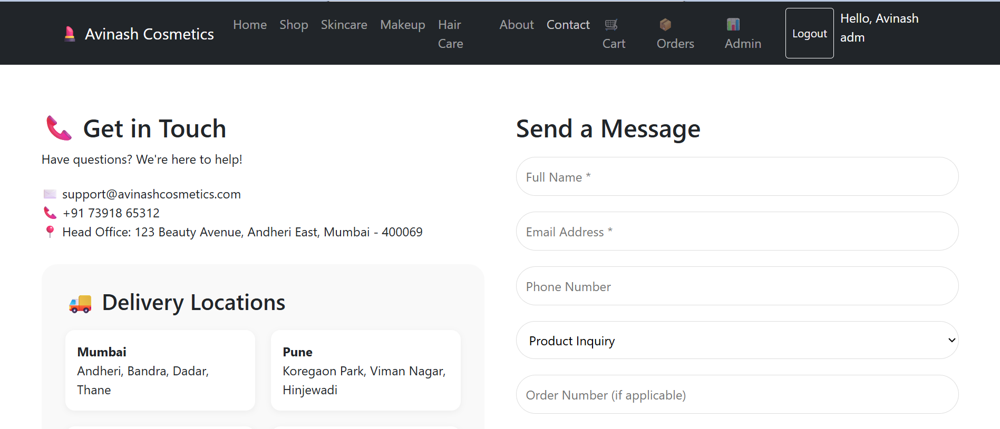 Avinash Cosmetics
Home
Shop
Skincare
Makeup
Hair
Care
About
Contact
Cart
Orders
Admin
Logout
Hello, Avinash
adm
Get in Touch
Have questions? We're here to help!
support@avinashcosmetics.com
+91 73918 65312
Head Office: 123 Beauty Avenue, Andheri East, Mumbai - 400069
Delivery Locations
Mumbai
Andheri, Bandra, Dadar,
Thane
Pune
Koregaon Park, Viman Nagar,
Hinjewadi
Send a Message
Full Name *
Email Address *
Phone Number
Product Inquiry
Order Number (if applicable)